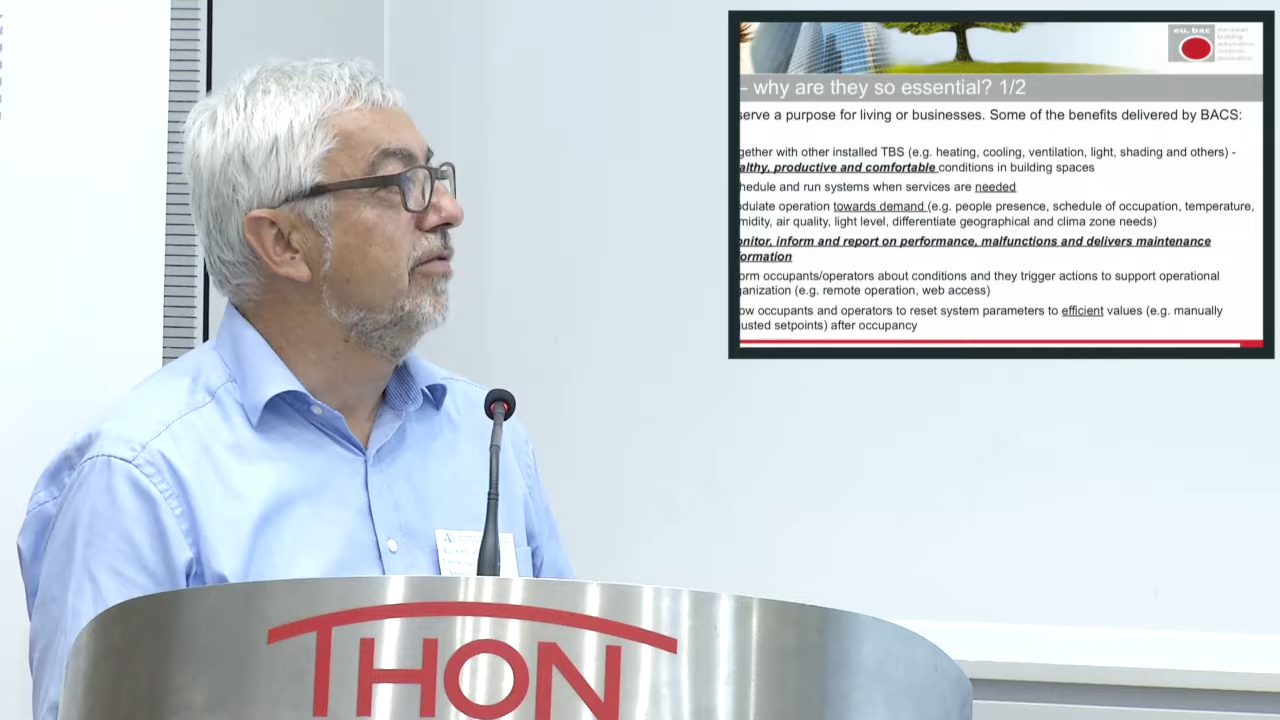 eu.bac
european
building
automation
controls
association
- why are they so essential? 1/2
serve a purpose for living or businesses. Some of the benefits delivered by BACS:
gether with other installed TBS (e.g. heating, cooling, ventilation, light, shading and others) -
althy, productive and comfortable conditions in building spaces
hedule and run systems when services are needed
dulate operation towards demand (e.g. people presence, schedule of occupation, temperature,
midity, air quality, light level, differentiate geographical and clima zone needs)
onitor, inform and report on performance, malfunctions and delivers maintenance
ormation
orm occupants/operators about conditions and they trigger actions to support operational
ganization (e.g. remote operation, web access)
ow occupants and operators to reset system parameters to efficient values (e.g. manually
usted setpoints) after occupancy
THON